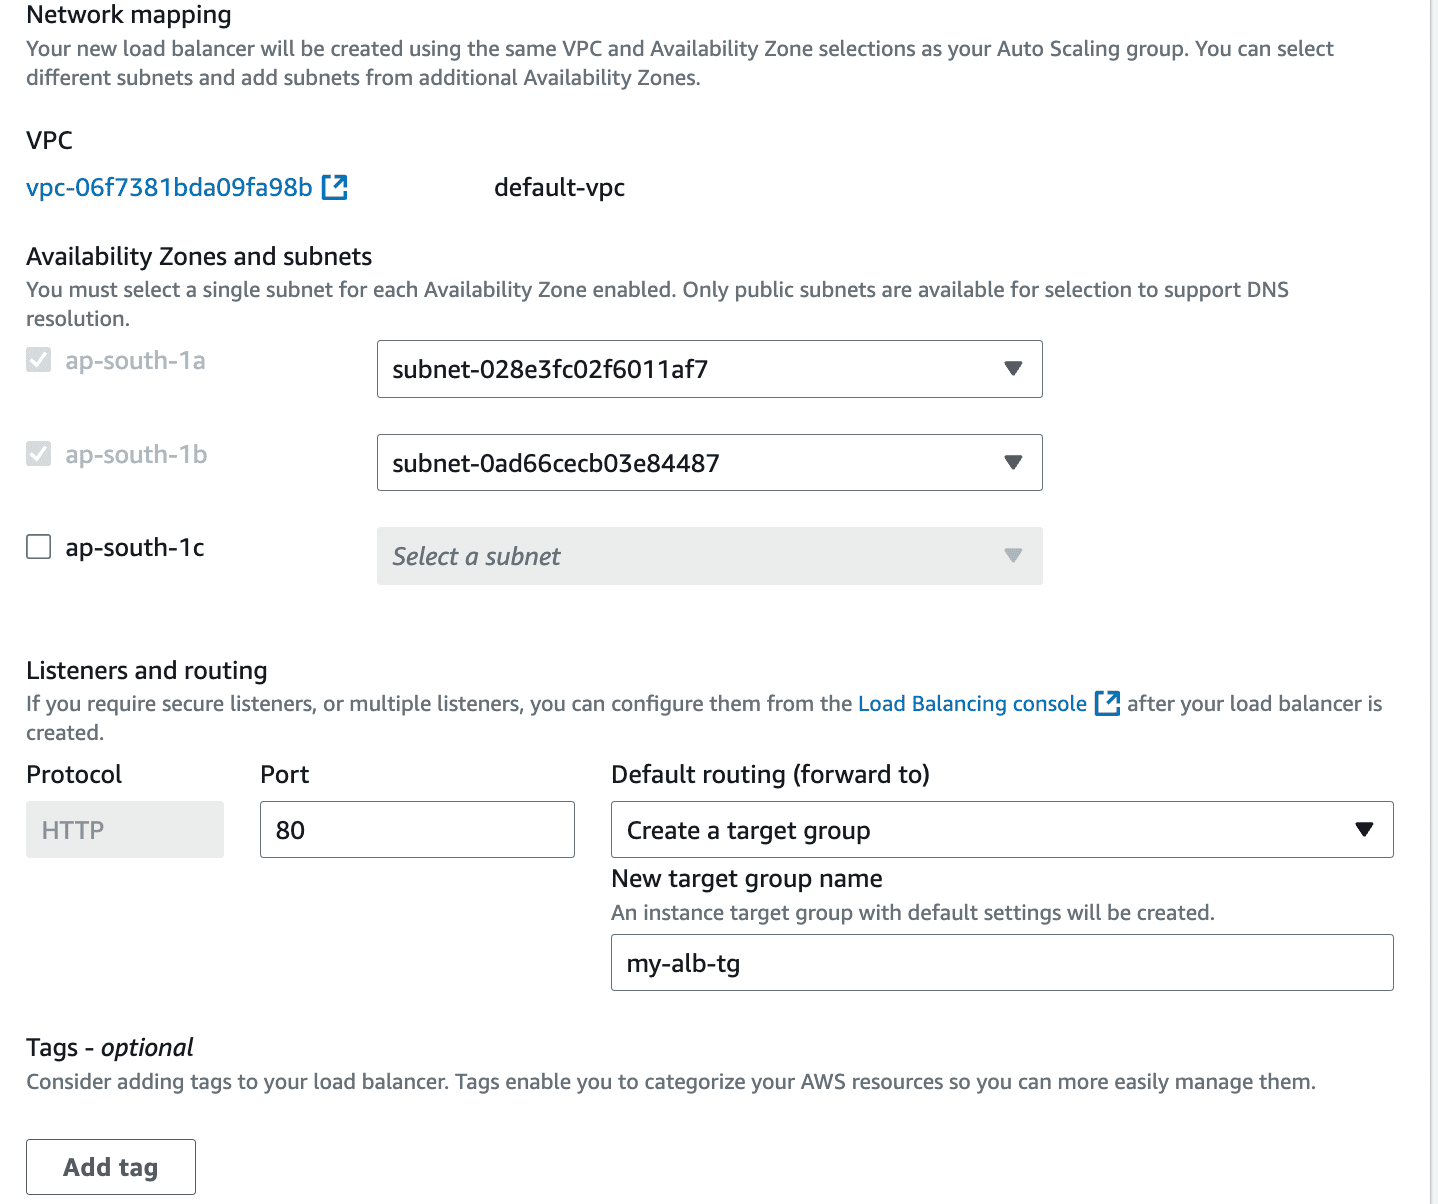 Network mapping
Your new load balancer will be created using the same VPC and Availability Zone selections as your Auto Scaling group. You can select
different subnets and add subnets from additional Availability Zones.
VPC
vpc-06f7381bda09fa98b default-vpc
Availability Zones and subnets
You must select a single subnet for each Availability Zone enabled. Only public subnets are available for selection to support DNS
resolution.
ap-south-1a subnet-028e3fc02f6011af7
ap-south-1b subnet-0ad66cecb03e84487
ap-south-1c Select a subnet
Listeners and routing
If you require secure listeners, or multiple listeners, you can configure them from the Load Balancing console after your load balancer is
created.
Protocol Port Default routing (forward to)
HTTP 80 Create a target group
New target group name
An instance target group with default settings will be created.
my-alb-tg
Tags - optional
Consider adding tags to your load balancer. Tags enable you to categorize your AWS resources so you can more easily manage them.
Add tag